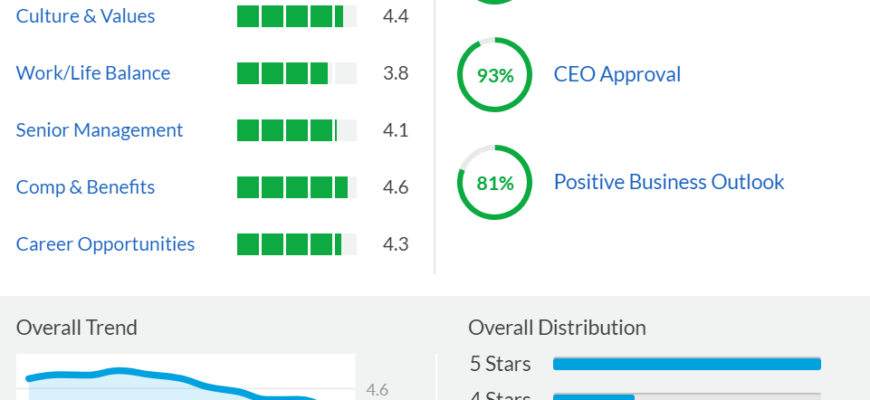 Culture & Values 4.4
Work/Life Balance 3.8
Senior Management 4.1
Comp & Benefits 4.6
Career Opportunities 4.3
93% CEO Approval
81% Positive Business Outlook
Overall Trend
4.6
Overall Distribution
5 Stars
4 Stars